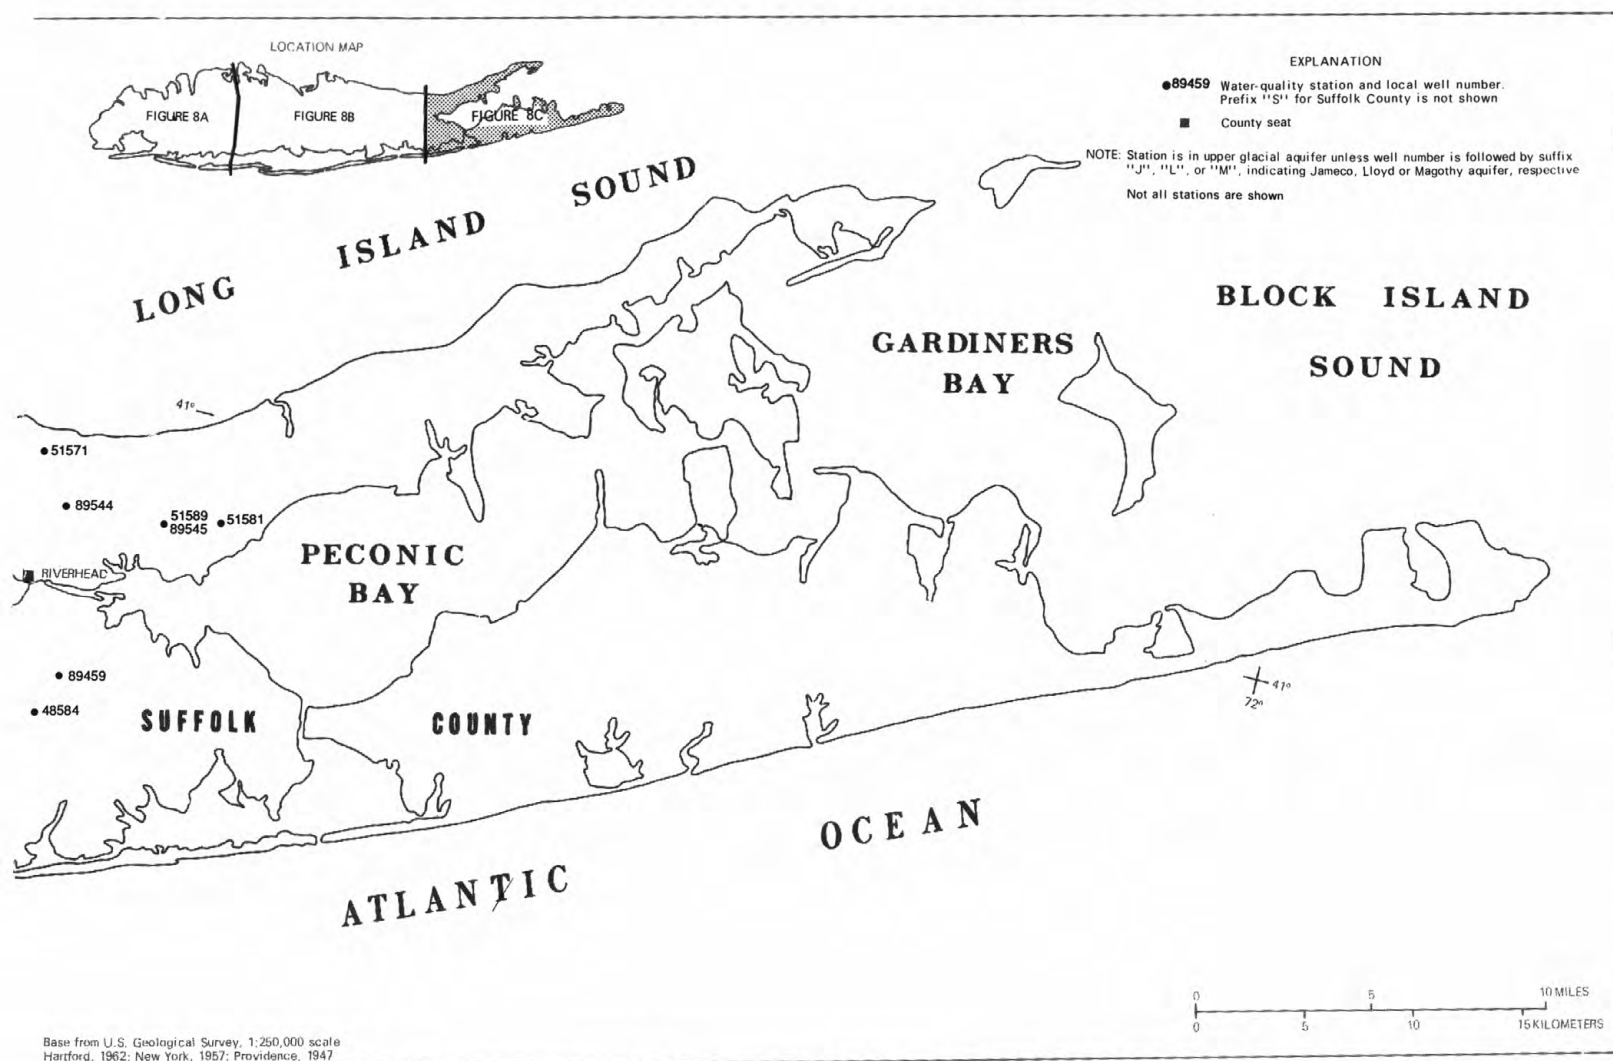 LOCATION MAP
FIGURE 8A
FIGURE 8B
FIGURE 8C
EXPLANATION
89459 Water-quality station and local well number.
Prefix "S" for Suffolk County is not shown
County seat
NOTE: Station is in upper glacial aquifer unless well number is followed by suffix
"J", "L", or "M", indicating Jameco, Lloyd or Magothy aquifer, respective
Not all stations are shown
LONG ISLAND SOUND
BLOCK ISLAND
SOUND
GARDINERS
BAY
41°
51571
89544
51589
89545
51581
PECONIC
BAY
RIVERHEAD
89459
48584
SUFFOLK COUNTY
41°
72°
ATLANTIC OCEAN
0 5 10 MILES
0 5 10 15 KILOMETERS
Base from U.S. Geological Survey, 1:250,000 scale
Hartford, 1962; New York, 1957; Providence, 1947